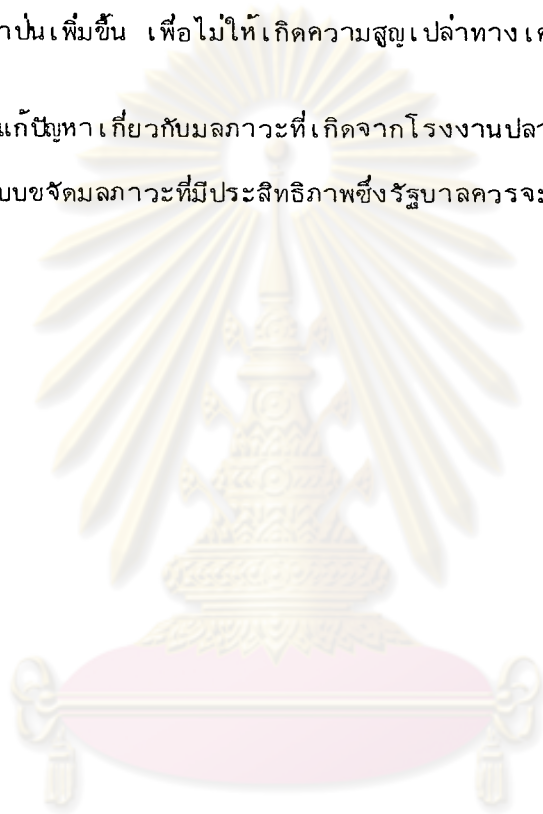 าป่นเพิ่มขึ้น เพื่อไม่ให้เกิดความสูญเปล่าทางเ
แก้ปัญหาเกี่ยวกับมลภาวะที่เกิดจากโรงงานปลา
บบขจัดมลภาวะที่มีประสิทธิภาพซึ่งรัฐบาลควรจะ